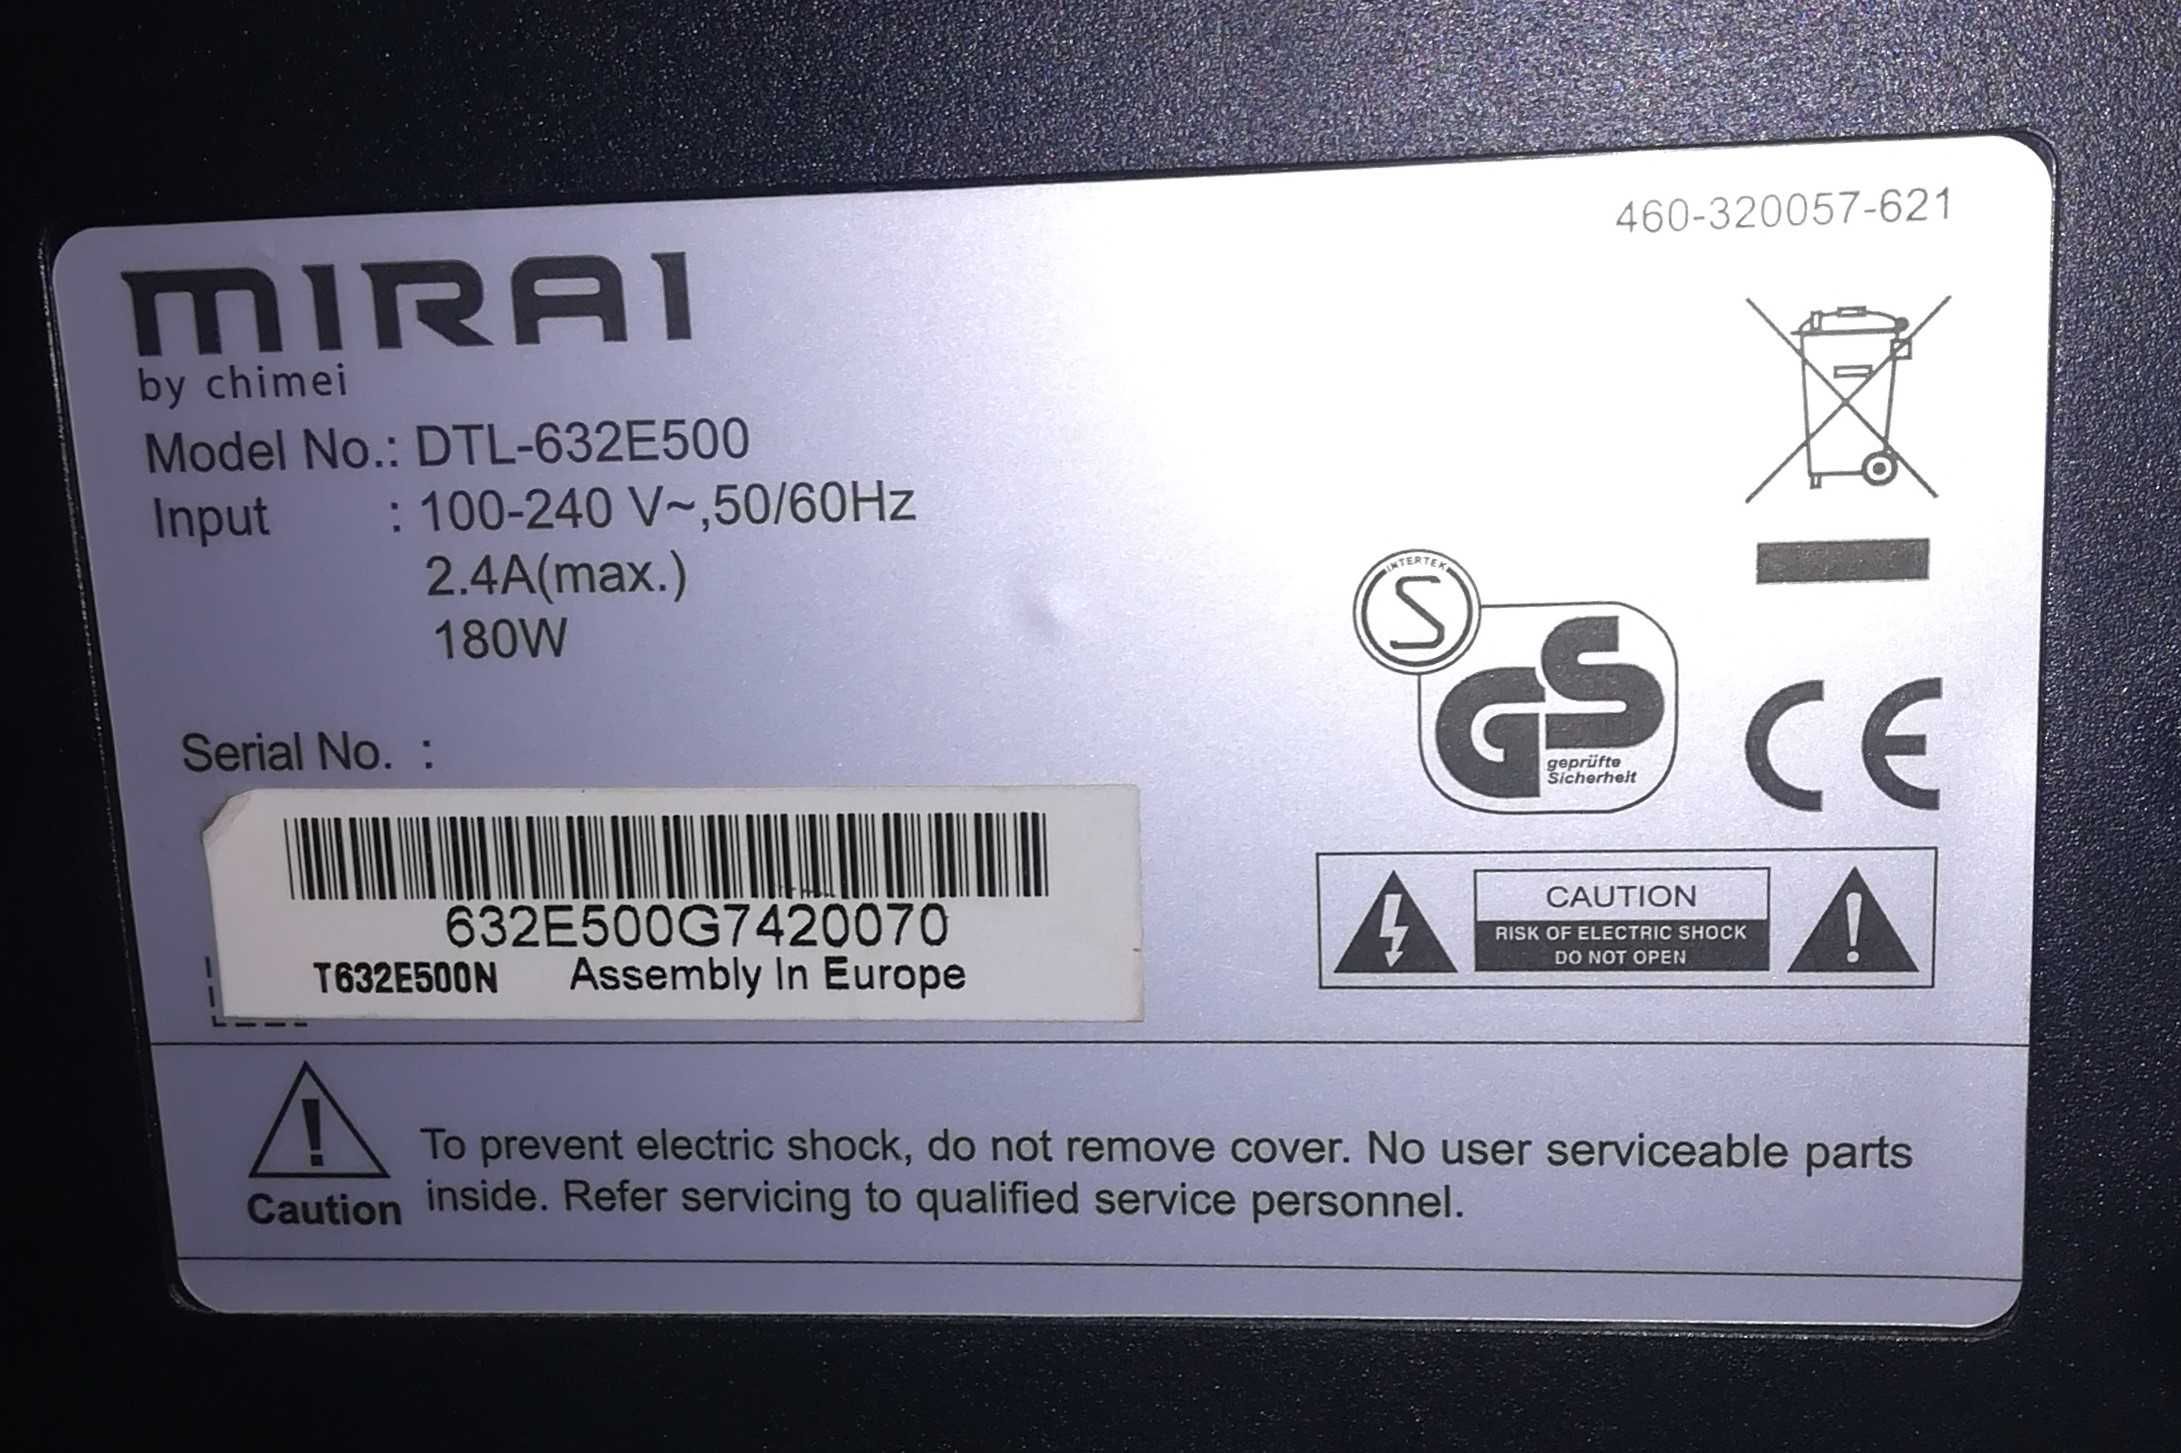 460-320057-621
MIRAI
by chimei
Model No.: DTL-632E500
Input : 100-240 V~,50/60Hz
2.4A(max.)
180W
INTERTEK
S
GS
geprüfte
Sicherheit
CE
Serial No. :
632E500G7420070
T632E500N Assembly In Europe
CAUTION
RISK OF ELECTRIC SHOCK
DO NOT OPEN
To prevent electric shock, do not remove cover. No user serviceable parts
Caution inside. Refer servicing to qualified service personnel.